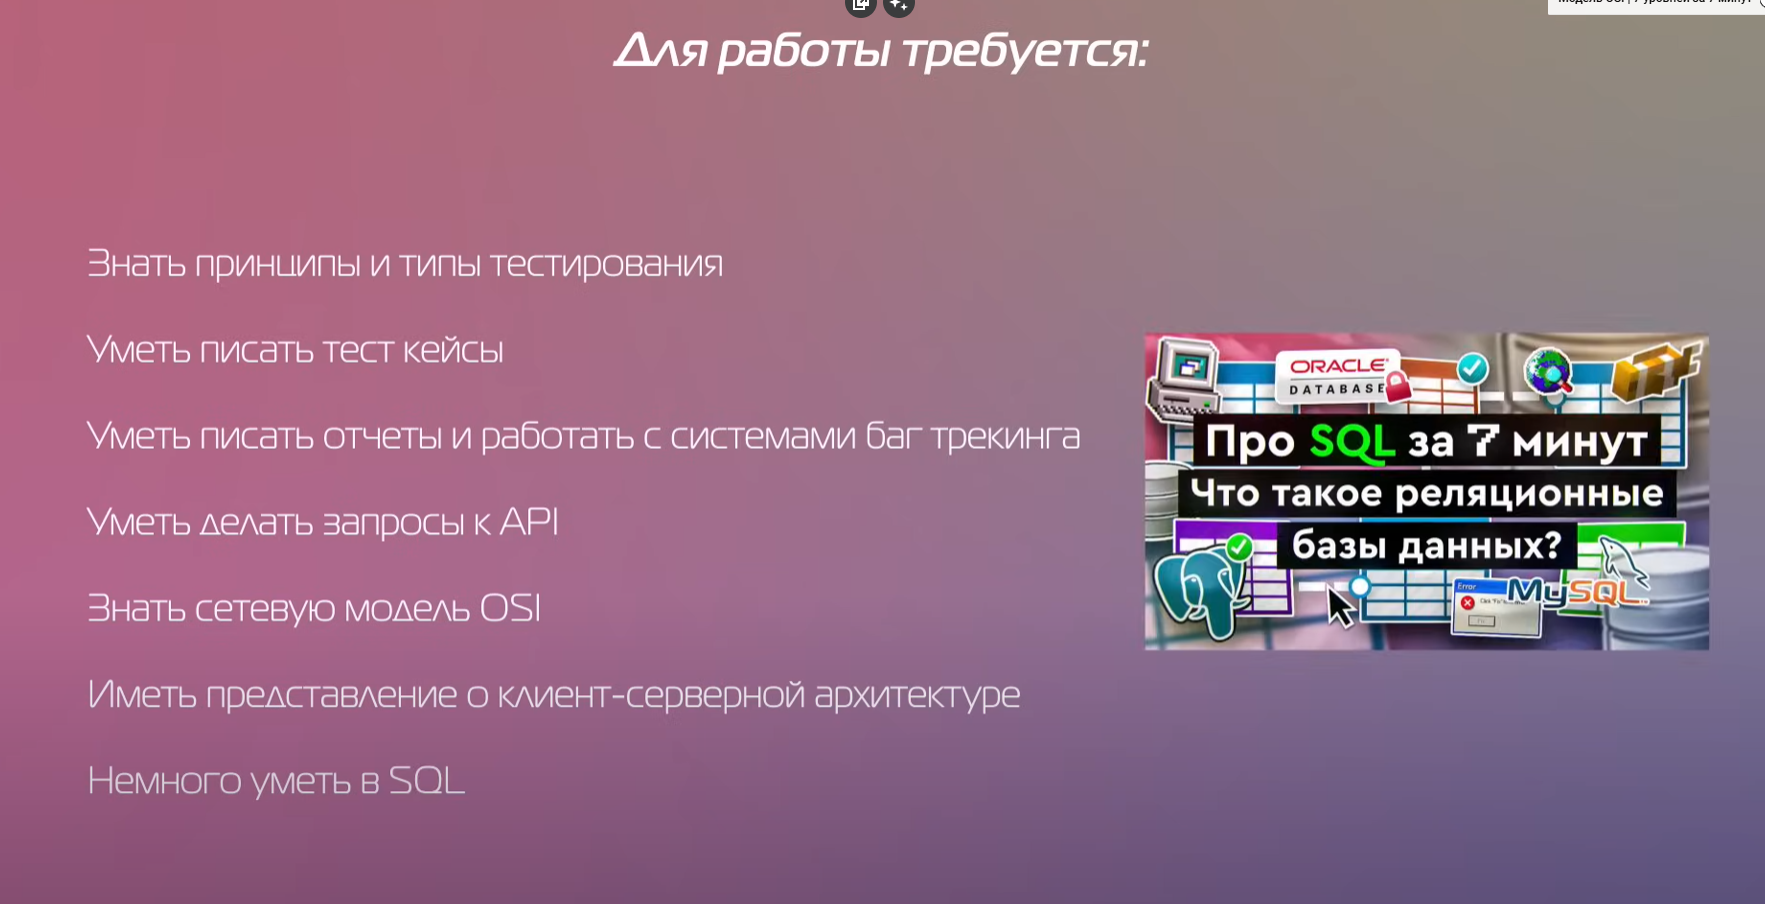 Для работы требуется:
Знать принципы и типы тестирования
Уметь писать тест кейсы
Уметь писать отчеты и работать с системами баг трекинга
Уметь делать запросы к API
Знать сетевую модель OSI
Иметь представление о клиент-серверной архитектуре
Немного уметь в SQL
ORACLE
DATABASE
Про SQL за 7 минут
Что такое реляционные
базы данных?
Error
MySQL